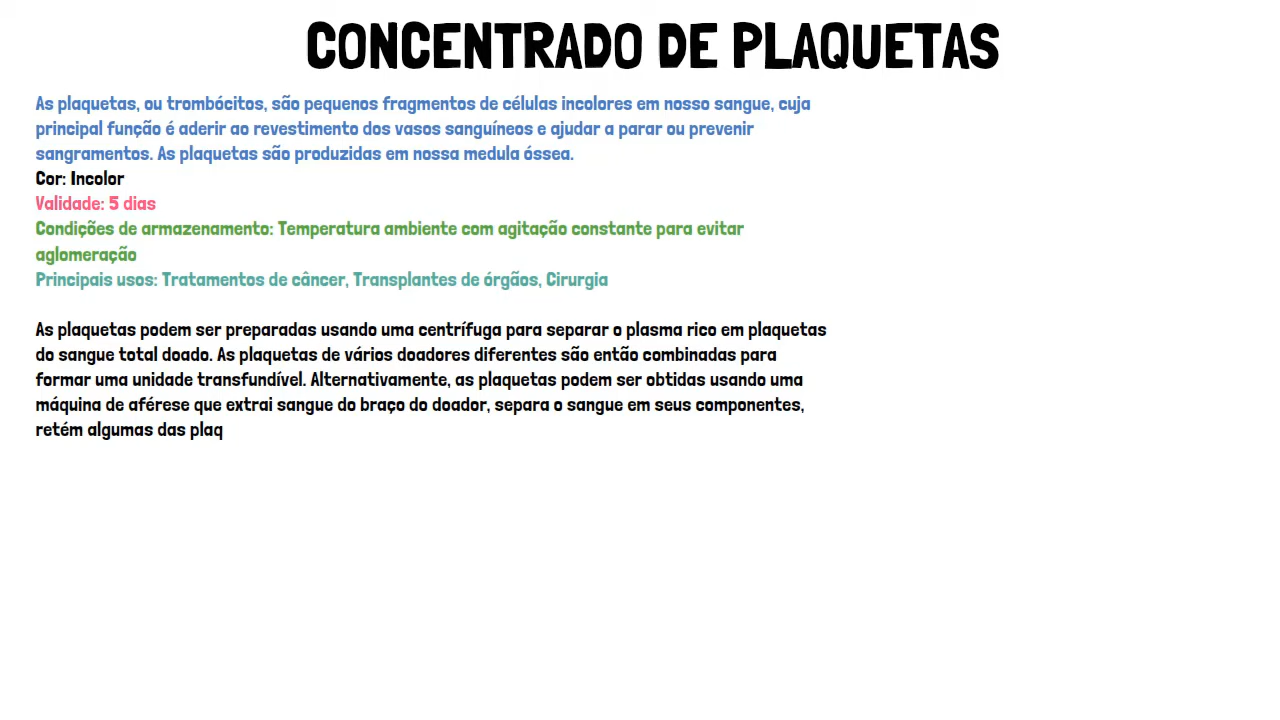 CONCENTRADO DE PLAQUETAS
As plaquetas, ou trombócitos, são pequenos fragmentos de células incolores em nosso sangue, cuja
principal função é aderir ao revestimento dos vasos sanguíneos e ajudar a parar ou prevenir
sangramentos. As plaquetas são produzidas em nossa medula óssea.
Cor: Incolor
Validade: 5 dias
Condições de armazenamento: Temperatura ambiente com agitação constante para evitar
aglomeração
Principais usos: Tratamentos de câncer, Transplantes de órgãos, Cirurgia
As plaquetas podem ser preparadas usando uma centrífuga para separar o plasma rico em plaquetas
do sangue total doado. As plaquetas de vários doadores diferentes são então combinadas para
formar uma unidade transfundível. Alternativamente, as plaquetas podem ser obtidas usando uma
máquina de aférese que extrai sangue do braço do doador, separa o sangue em seus componentes,
retém algumas das plaq